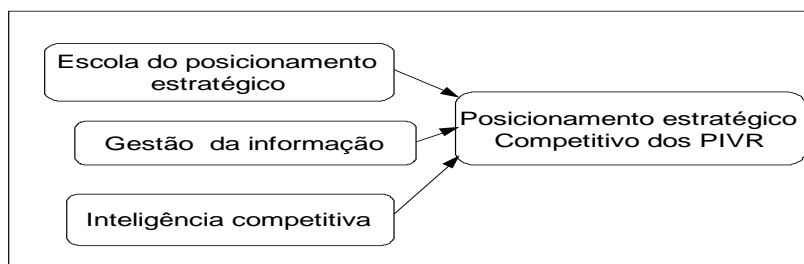 Escola do posicionamento
estratégico
Gestão da informação
Inteligência competitiva
Posicionamento estratégico
Competitivo dos PIVR